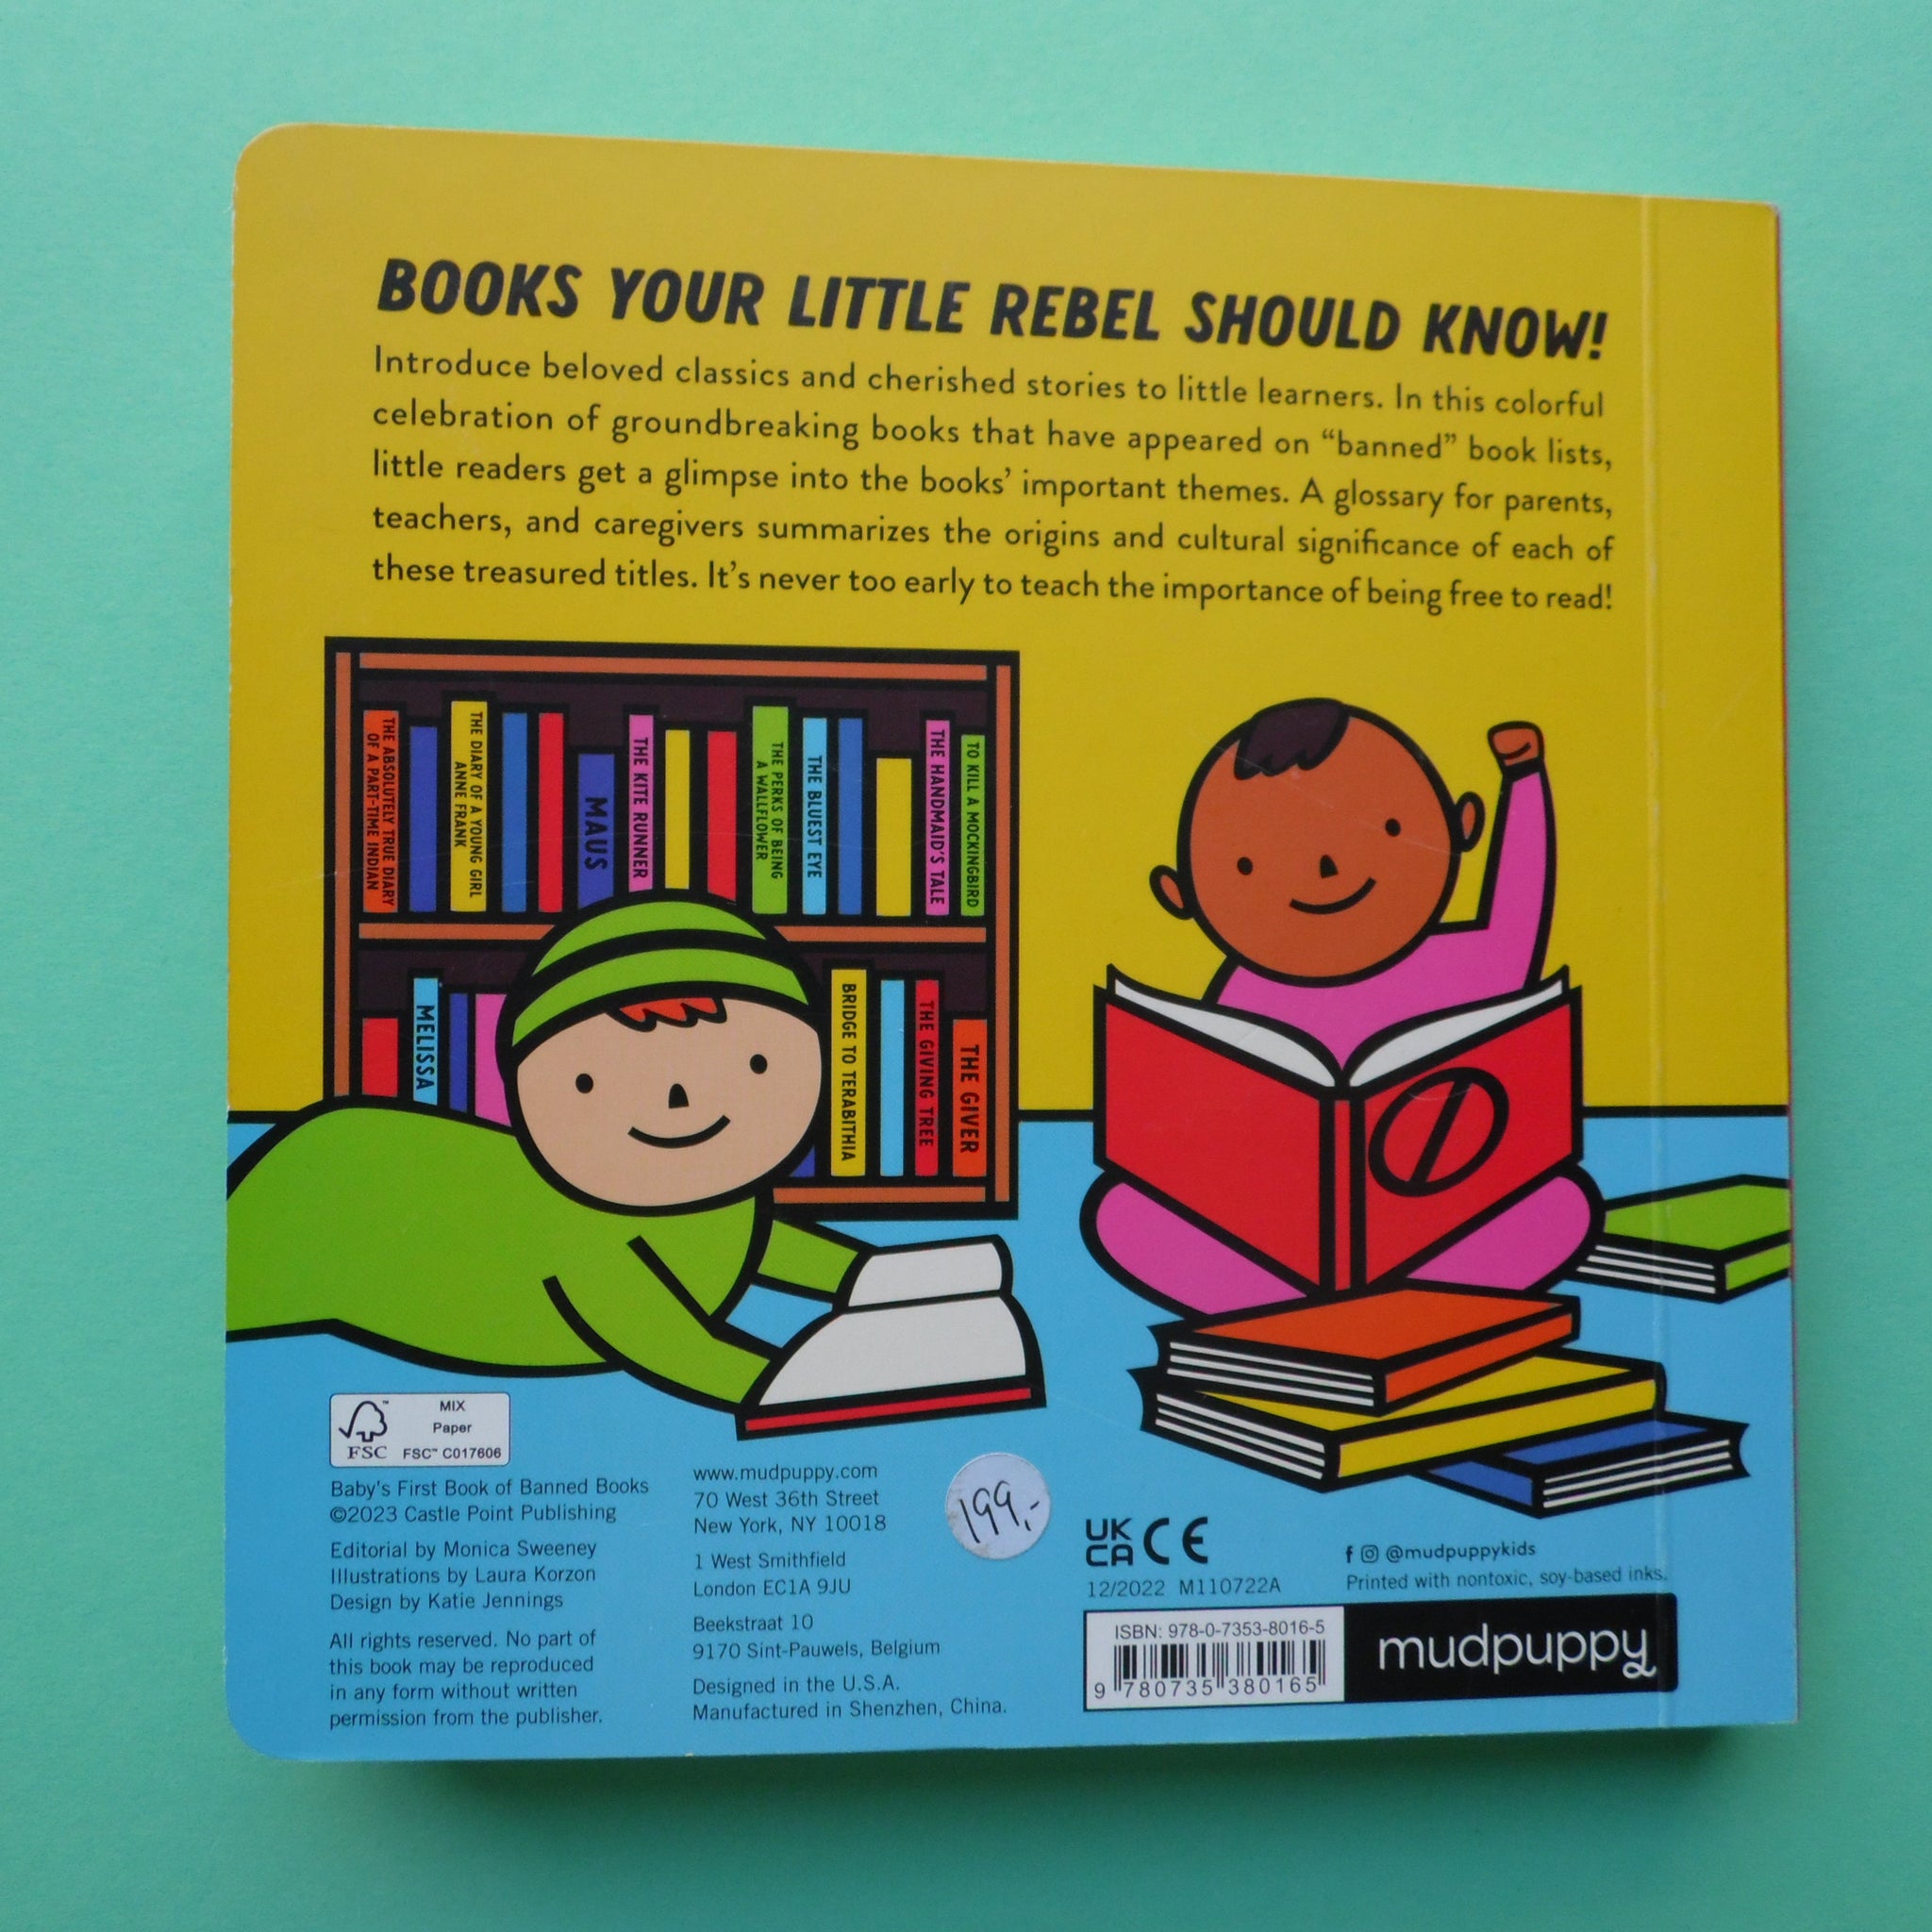 BOOKS YOUR LITTLE REBEL SHOULD KNOW!
Introduce beloved classics and cherished stories to little learners. In this colorful
celebration of groundbreaking books that have appeared on “banned” book lists,
little readers get a glimpse into the books’ important themes. A glossary for parents,
teachers, and caregivers summarizes the origins and cultural significance of each of
these treasured titles. It’s never too early to teach the importance of being free to read!
THE ABSOLUTELY TRUE DIARY
OF A PART-TIME INDIAN
THE DIARY OF A YOUNG GIRL
ANNE FRANK
MAUS
THE KITE RUNNER
THE PERKS OF BEING
A WALLFLOWER
THE BLUEST EYE
THE HANDMAID'S TALE
TO KILL A MOCKINGBIRD
MELISSA
BRIDGE TO TERABITHIA
THE GIVING TREE
THE GIVER
FSC™
MIX
Paper
FSC™ C017606
Baby's First Book of Banned Books
©2023 Castle Point Publishing
Editorial by Monica Sweeney
Illustrations by Laura Korzon
Design by Katie Jennings
All rights reserved. No part of
this book may be reproduced
in any form without written
permission from the publisher.
www.mudpuppy.com
70 West 36th Street
New York, NY 10018
1 West Smithfield
London EC1A 9JU
Beekstraat 10
9170 Sint-Pauwels, Belgium
Designed in the U.S.A.
Manufactured in Shenzhen, China.
199,-
UK
CA CE
12/2022 M110722A
f @mudpuppykids
Printed with nontoxic, soy-based inks.
ISBN: 978-0-7353-8016-5
9 780735 380165
mudpuppy